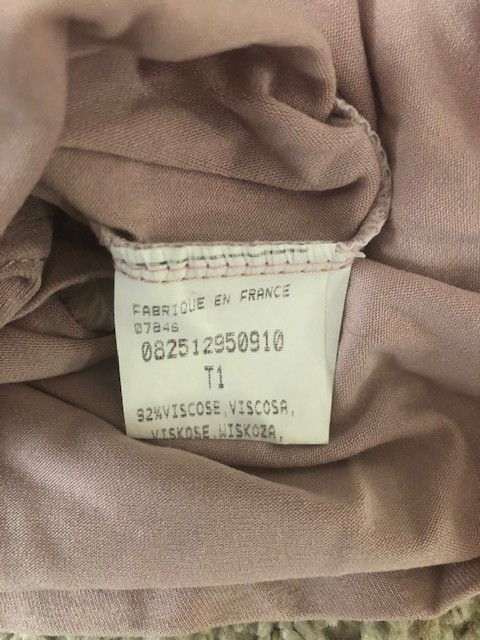 FABRIQUE EN FRANCE
07846
082512950910
T1
92%VISCOSE,VISCOSA,
VISKOSE,WISKOZA,